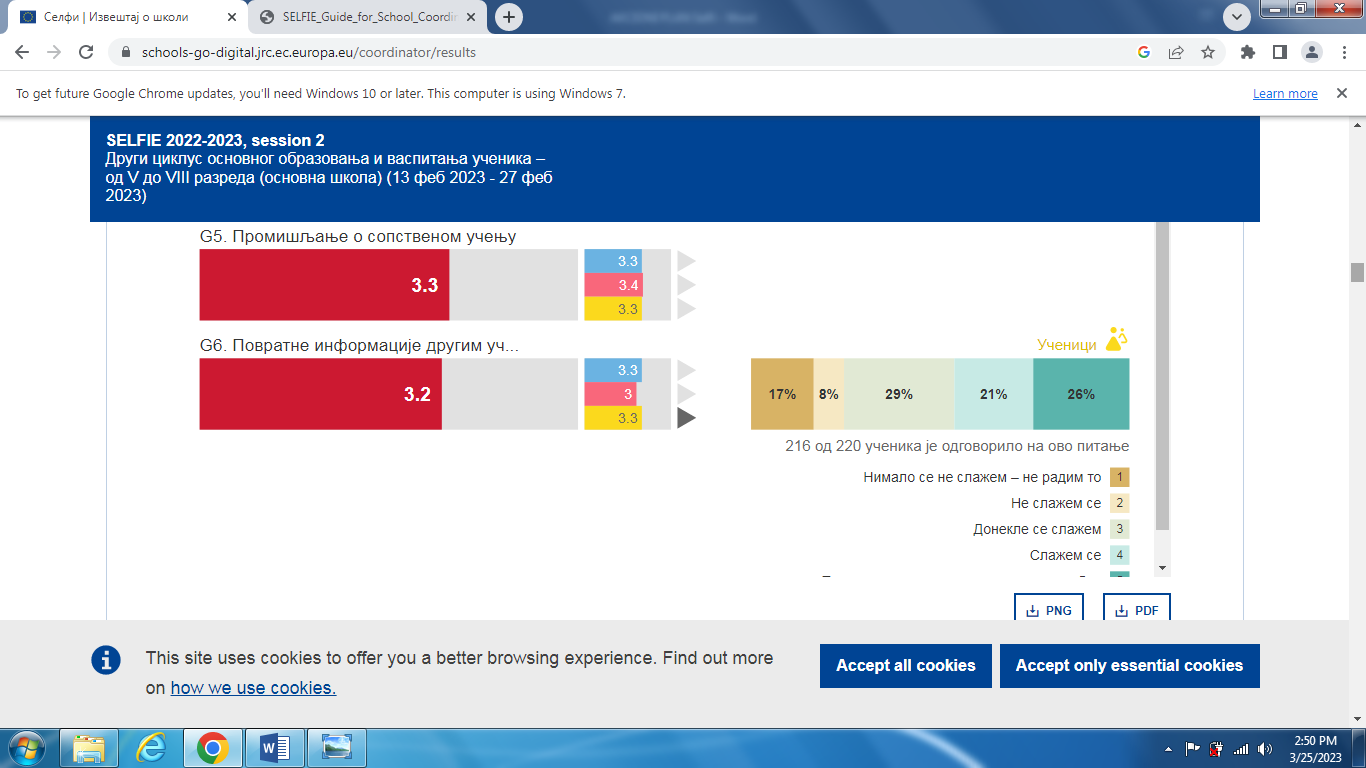 Селфи | Извештај о школи
SELFIE_Guide_for_School_Coordin
schools-go-digital.jrc.ec.europa.eu/coordinator/results
To get future Google Chrome updates, you'll need Windows 10 or later. This computer is using Windows 7.
Learn more
SELFIE 2022-2023, session 2
Други циклус основног образовања и васпитања ученика –
од V до VIII разреда (основна школа) (13 феб 2023 - 27 феб
2023)
G5. Промишљање о сопственом учењу
3.3
3.3
3.4
3.3
G6. Повратне информације другим уч...
3.2
3.3
3
3.3
Ученици
17% 8% 29% 21% 26%
216 од 220 ученика је одговорило на ово питање
Нимало се не слажем – не радим то 1
Не слажем се 2
Донекле се слажем 3
Слажем се 4
PNG
PDF
This site uses cookies to offer you a better browsing experience. Find out more
on how we use cookies.
Accept all cookies
Accept only essential cookies
2:50 PM
3/25/2023